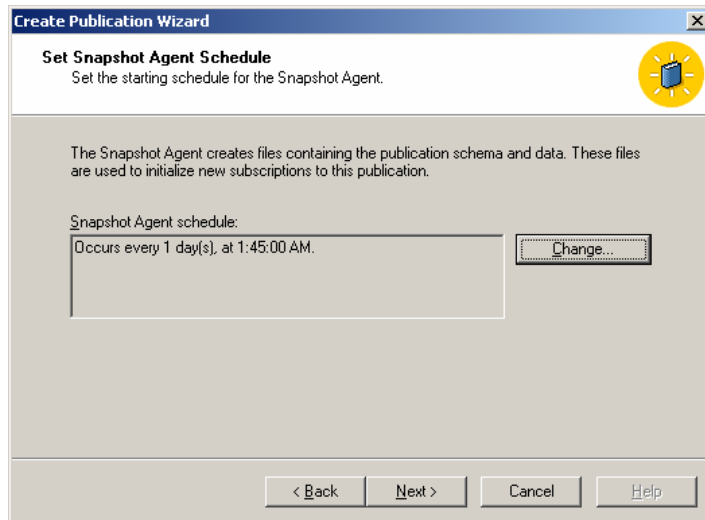 Create Publication Wizard
Set Snapshot Agent Schedule
Set the starting schedule for the Snapshot Agent.
The Snapshot Agent creates files containing the publication schema and data. These files
are used to initialize new subscriptions to this publication.
Snapshot Agent schedule:
Occurs every 1 day(s), at 1:45:00 AM.
Change...
< Back
Next >
Cancel
Help